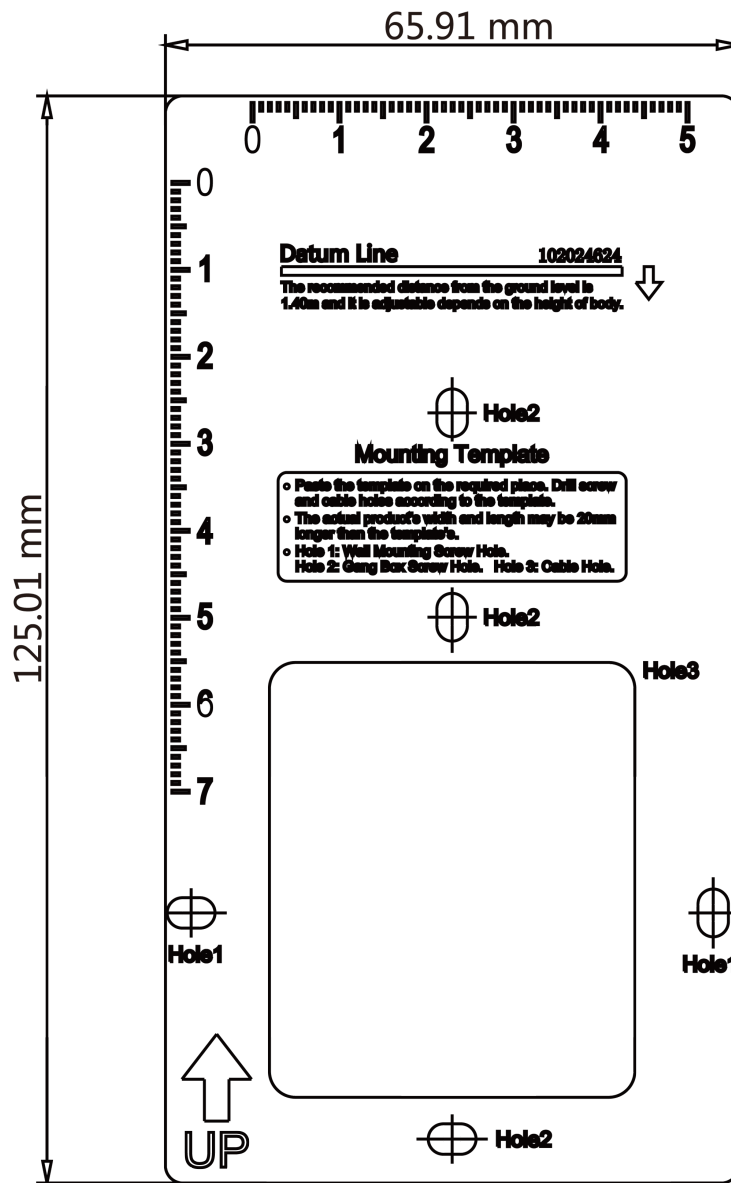 65.91 mm
0 1 2 3 4 5
0
1
2
3
4
5
6
7
125.01 mm
Datum Line 102024624
The recommended distance from the ground level is
1.40m and it is adjustable depends on the height of body.
Hole2
Mounting Template
Paste the template on the required place. Drill screw
and cable holes according to the template.
The actual product's width and length may be 20mm
longer than the template's.
Hole 1: Wall Mounting Screw Hole.
Hole 2: Gang Box Screw Hole. Hole 3: Cable Hole.
Hole2
Hole3
Hole1
Hole1
UP
Hole2